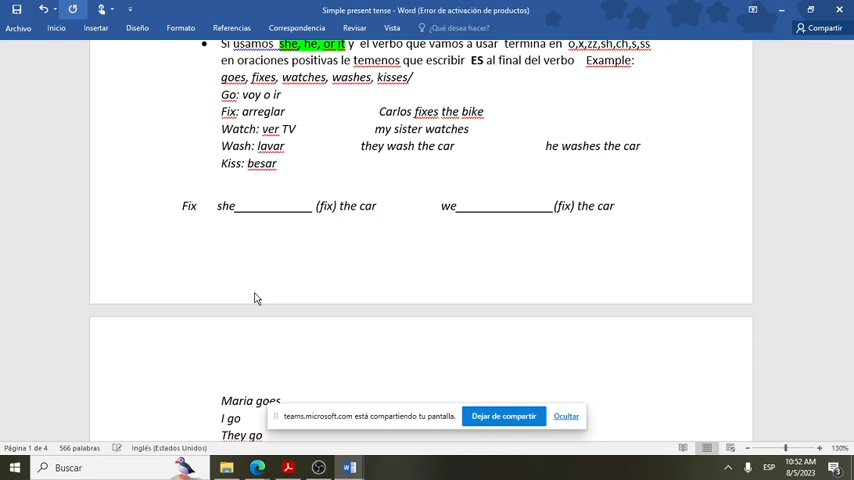 Simple present tense - Word (Error de activación de productos)
Archivo Inicio Insertar Diseño Formato Referencias Correspondencia Revisar Vista ¿Qué desea hacer? Compartir
• Si usamos she, he, or it y el verbo que vamos a usar termina en o,x,zz,sh,ch,s,ss
en oraciones positivas le temenos que escribir ES al final del verbo Example:
goes, fixes, watches, washes, kisses/
Go: voy o ir
Fix: arreglar Carlos fixes the bike
Watch: ver TV my sister watches
Wash: lavar they wash the car he washes the car
Kiss: besar
Fix she____________ (fix) the car we_______________(fix) the car
Maria goes
I go
They go
teams.microsoft.com está compartiendo tu pantalla. Dejar de compartir Ocultar
Página 1 de 4 566 palabras Inglés (Estados Unidos) 130%
Buscar ESP 10:52 AM
8/5/2023 3